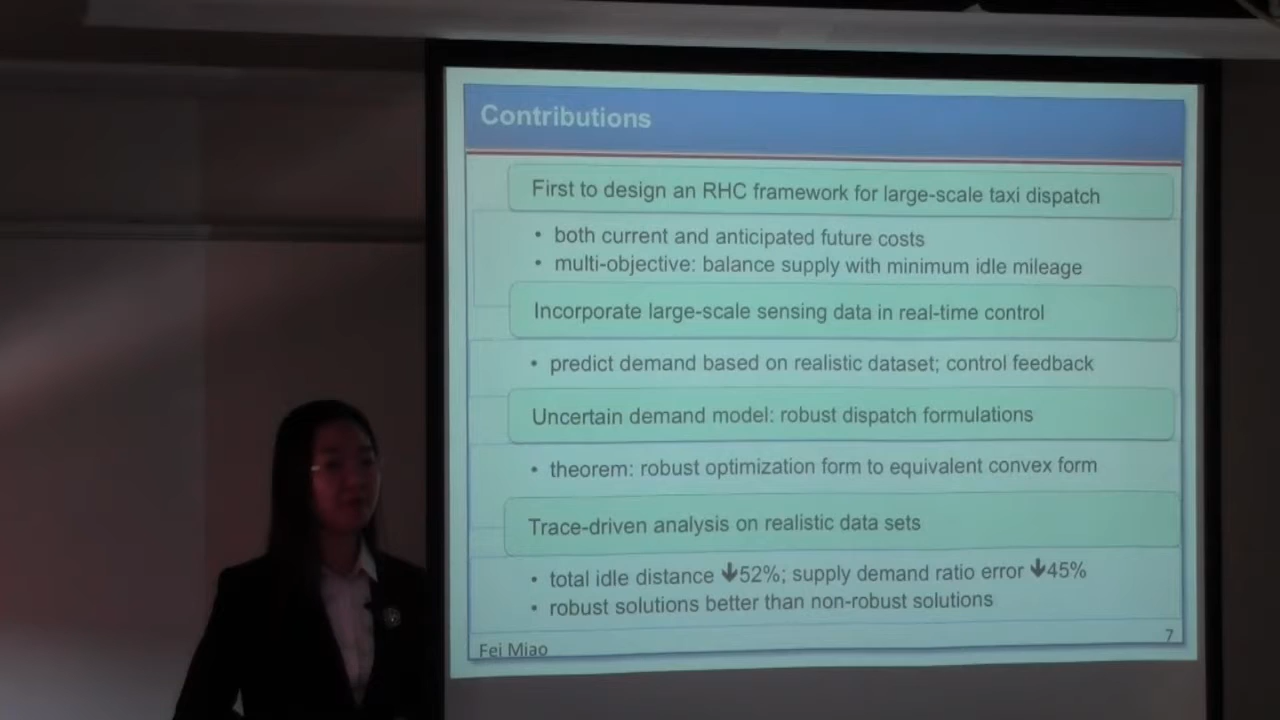 Contributions
First to design an RHC framework for large-scale taxi dispatch
• both current and anticipated future costs
• multi-objective: balance supply with minimum idle mileage
Incorporate large-scale sensing data in real-time control
• predict demand based on realistic dataset; control feedback
Uncertain demand model: robust dispatch formulations
• theorem: robust optimization form to equivalent convex form
Trace-driven analysis on realistic data sets
• total idle distance ↓52%; supply demand ratio error ↓45%
• robust solutions better than non-robust solutions
Fei Miao
7